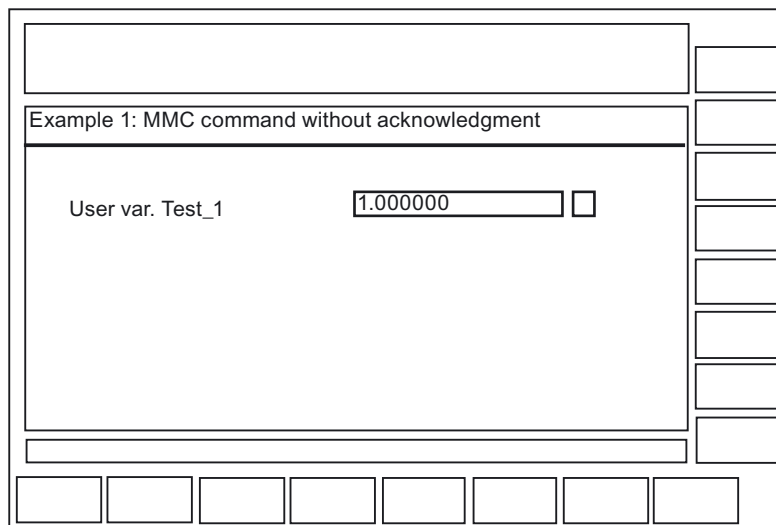 Example 1: MMC command without acknowledgment
User var. Test_1 1.000000